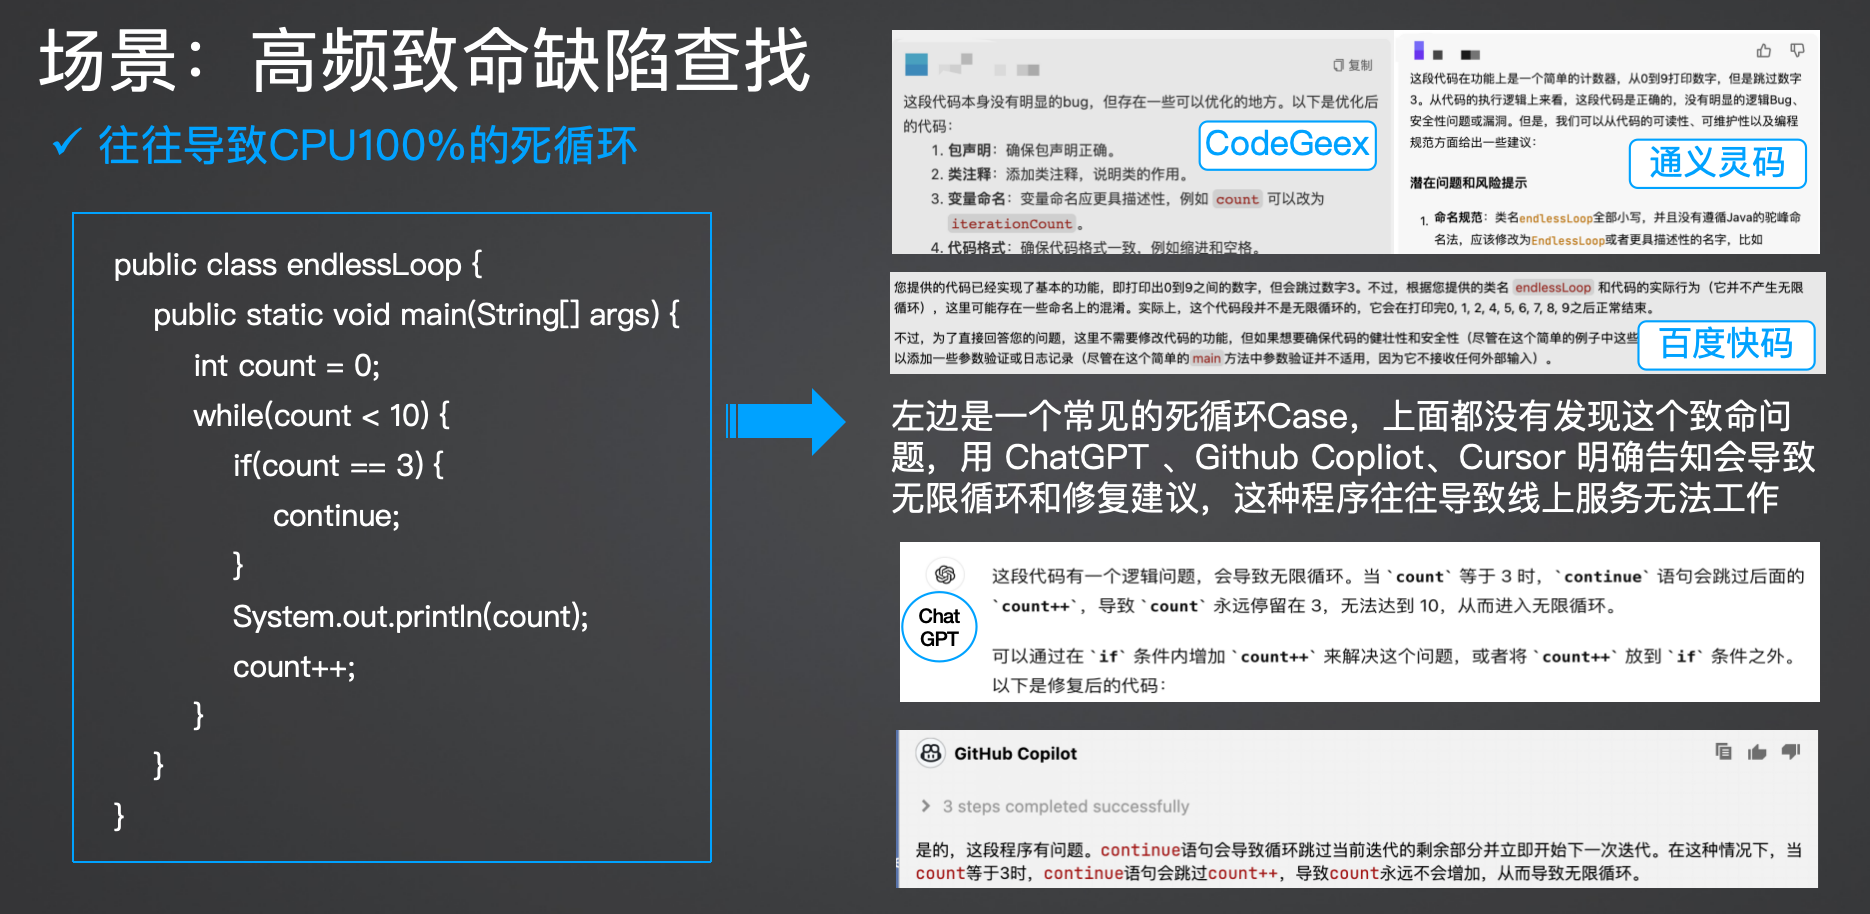 场景：高频致命缺陷查找
✓ 往往导致CPU100%的死循环
public class endlessLoop {
public static void main(String[] args) {
int count = 0;
while(count < 10) {
if(count == 3) {
continue;
}
System.out.println(count);
count++;
}
}
}
复制
这段代码本身没有明显的bug，但存在一些可以优化的地方。以下是优化后
的代码：
1. 包声明：确保包声明正确。
2. 类注释：添加类注释，说明类的作用。
3. 变量命名：变量命名应更具描述性，例如 count 可以改为
iterationCount 。
4. 代码格式：确保代码格式一致，例如缩进和空格。
CodeGeex
这段代码在功能上是一个简单的计数器，从0到9打印数字，但是跳过数字
3。从代码的执行逻辑上来看，这段代码是正确的，没有明显的逻辑Bug、
安全性问题或漏洞。但是，我们可以从代码的可读性、可维护性以及编程
规范方面给出一些建议：
通义灵码
潜在问题和风险提示
1. 命名规范：类名endlessLoop全部小写，并且没有遵循Java的驼峰命
名法，应该修改为EndlessLoop或者更具描述性的名字，比如
您提供的代码已经实现了基本的功能，即打印出0到9之间的数字，但会跳过数字3。不过，根据您提供的类名 endlessLoop 和代码的实际行为（它并不产生无限
循环），这里可能存在一些命名上的混淆。实际上，这个代码段并不是无限循环的，它会在打印完0, 1, 2, 4, 5, 6, 7, 8, 9之后正常结束。
不过，为了直接回答您的问题，这里不需要修改代码的功能，但如果想要确保代码的健壮性和安全性（尽管在这个简单的例子中这些
以添加一些参数验证或日志记录（尽管在这个简单的 main 方法中参数验证并不适用，因为它不接收任何外部输入）。
百度快码
左边是一个常见的死循环Case，上面都没有发现这个致命问
题，用 ChatGPT 、Github Copliot、Cursor 明确告知会导致
无限循环和修复建议，这种程序往往导致线上服务无法工作
Chat
GPT
这段代码有一个逻辑问题，会导致无限循环。当 `count` 等于 3 时，`continue` 语句会跳过后面的
`count++`，导致 `count` 永远停留在 3，无法达到 10，从而进入无限循环。
可以通过在 `if` 条件内增加 `count++` 来解决这个问题，或者将 `count++` 放到 `if` 条件之外。
以下是修复后的代码：
GitHub Copilot
3 steps completed successfully
是的，这段程序有问题。continue语句会导致循环跳过当前迭代的剩余部分并立即开始下一次迭代。在这种情况下，当
count等于3时，continue语句会跳过count++，导致count永远不会增加，从而导致无限循环。